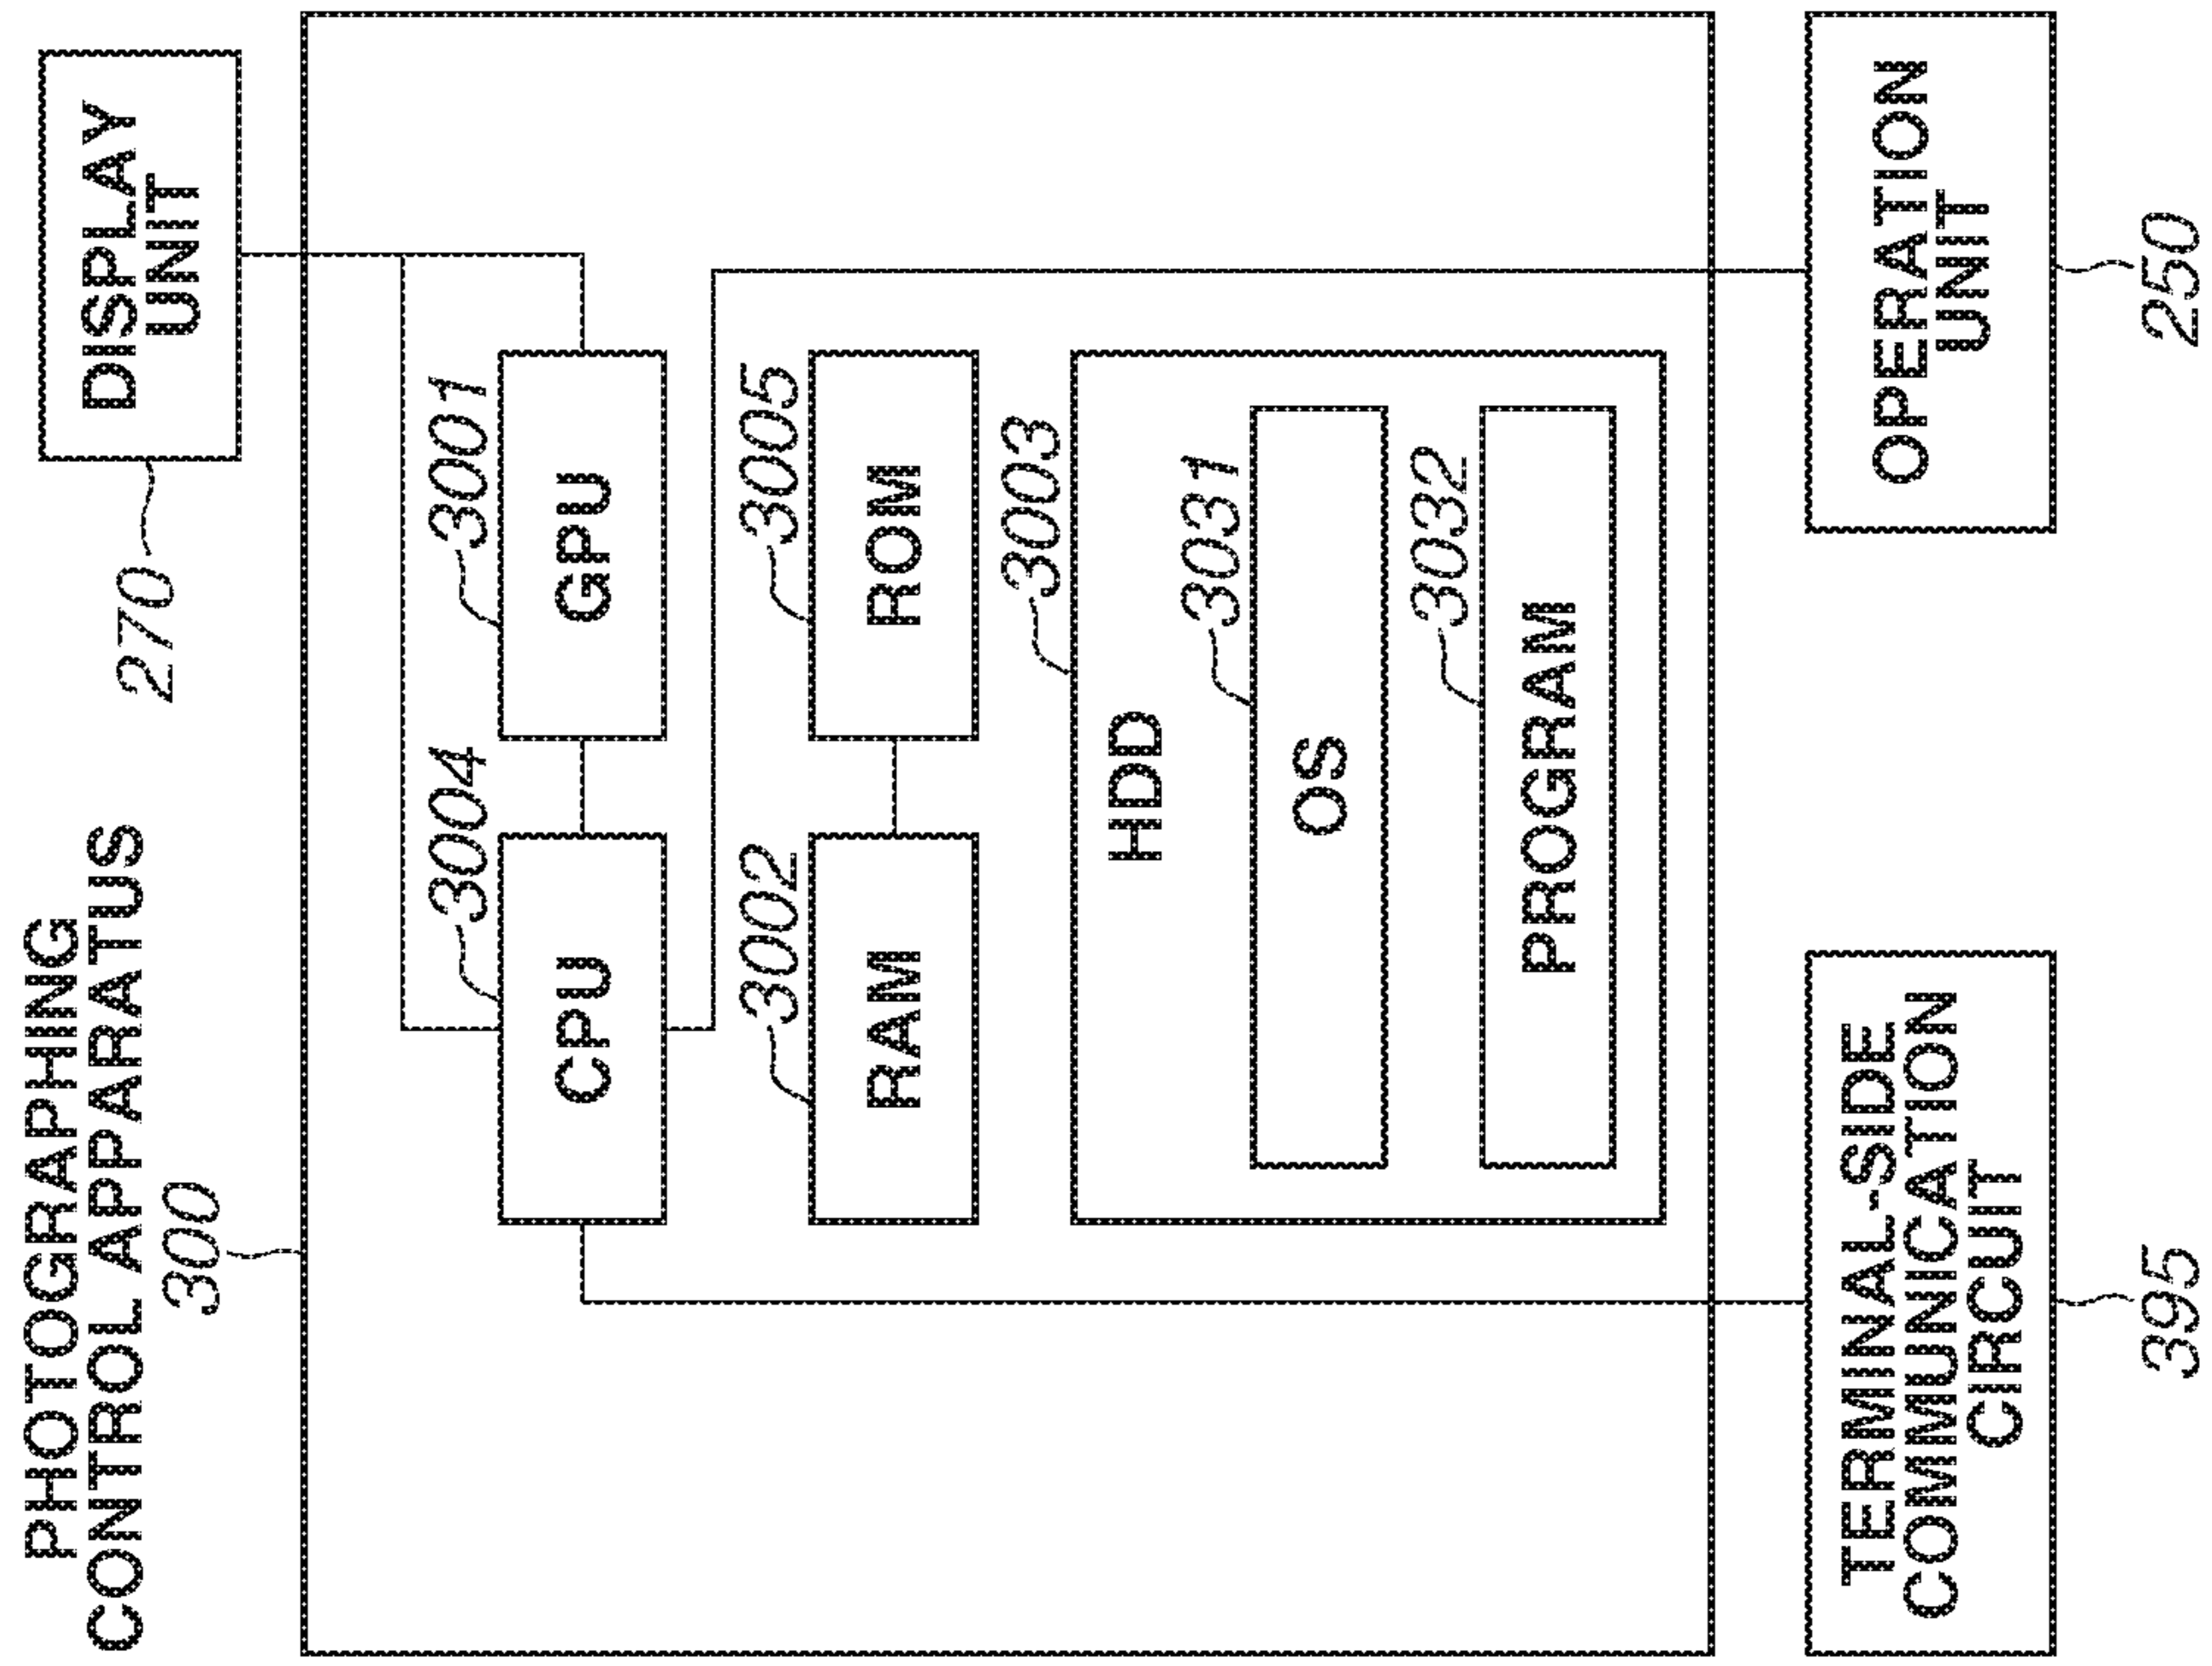 PHOTOGRAPHING
CONTROL APPARATUS
300
270
DISPLAY
UNIT
3004
CPU
3001
GPU
3002
RAM
3005
ROM
3003
HDD
3031
OS
3032
PROGRAM
TERMINAL-SIDE
COMMUNICATION
CIRCUIT
395
OPERATION
UNIT
250